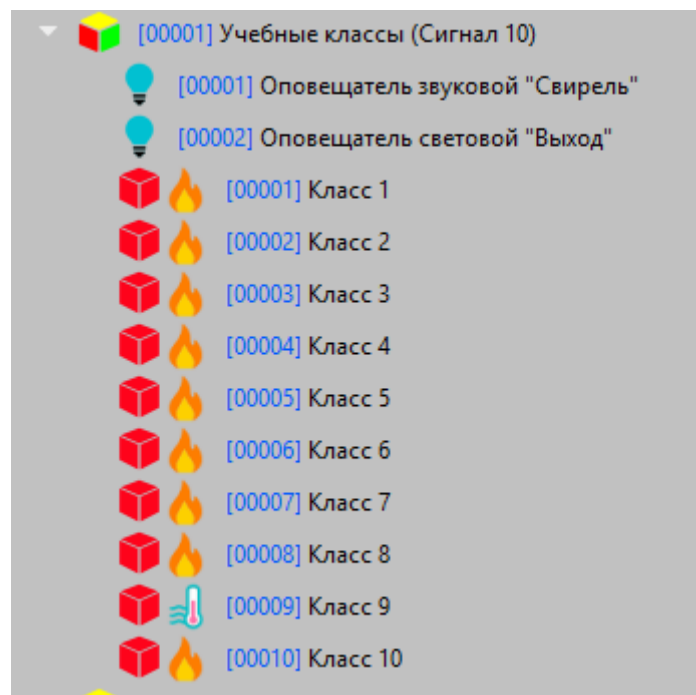 [00001] Учебные классы (Сигнал 10)
[00001] Оповещатель звуковой "Свирель"
[00002] Оповещатель световой "Выход"
[00001] Класс 1
[00002] Класс 2
[00003] Класс 3
[00004] Класс 4
[00005] Класс 5
[00006] Класс 6
[00007] Класс 7
[00008] Класс 8
[00009] Класс 9
[00010] Класс 10